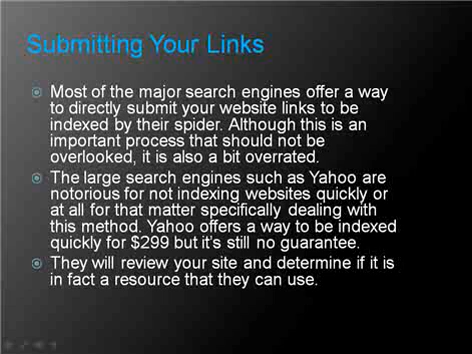 Submitting Your Links
Most of the major search engines offer a way
to directly submit your website links to be
indexed by their spider. Although this is an
important process that should not be
overlooked, it is also a bit overrated.
The large search engines such as Yahoo are
notorious for not indexing websites quickly or
at all for that matter specifically dealing with
this method. Yahoo offers a way to be indexed
quickly for $299 but it's still no guarantee.
They will review your site and determine if it is
in fact a resource that they can use.